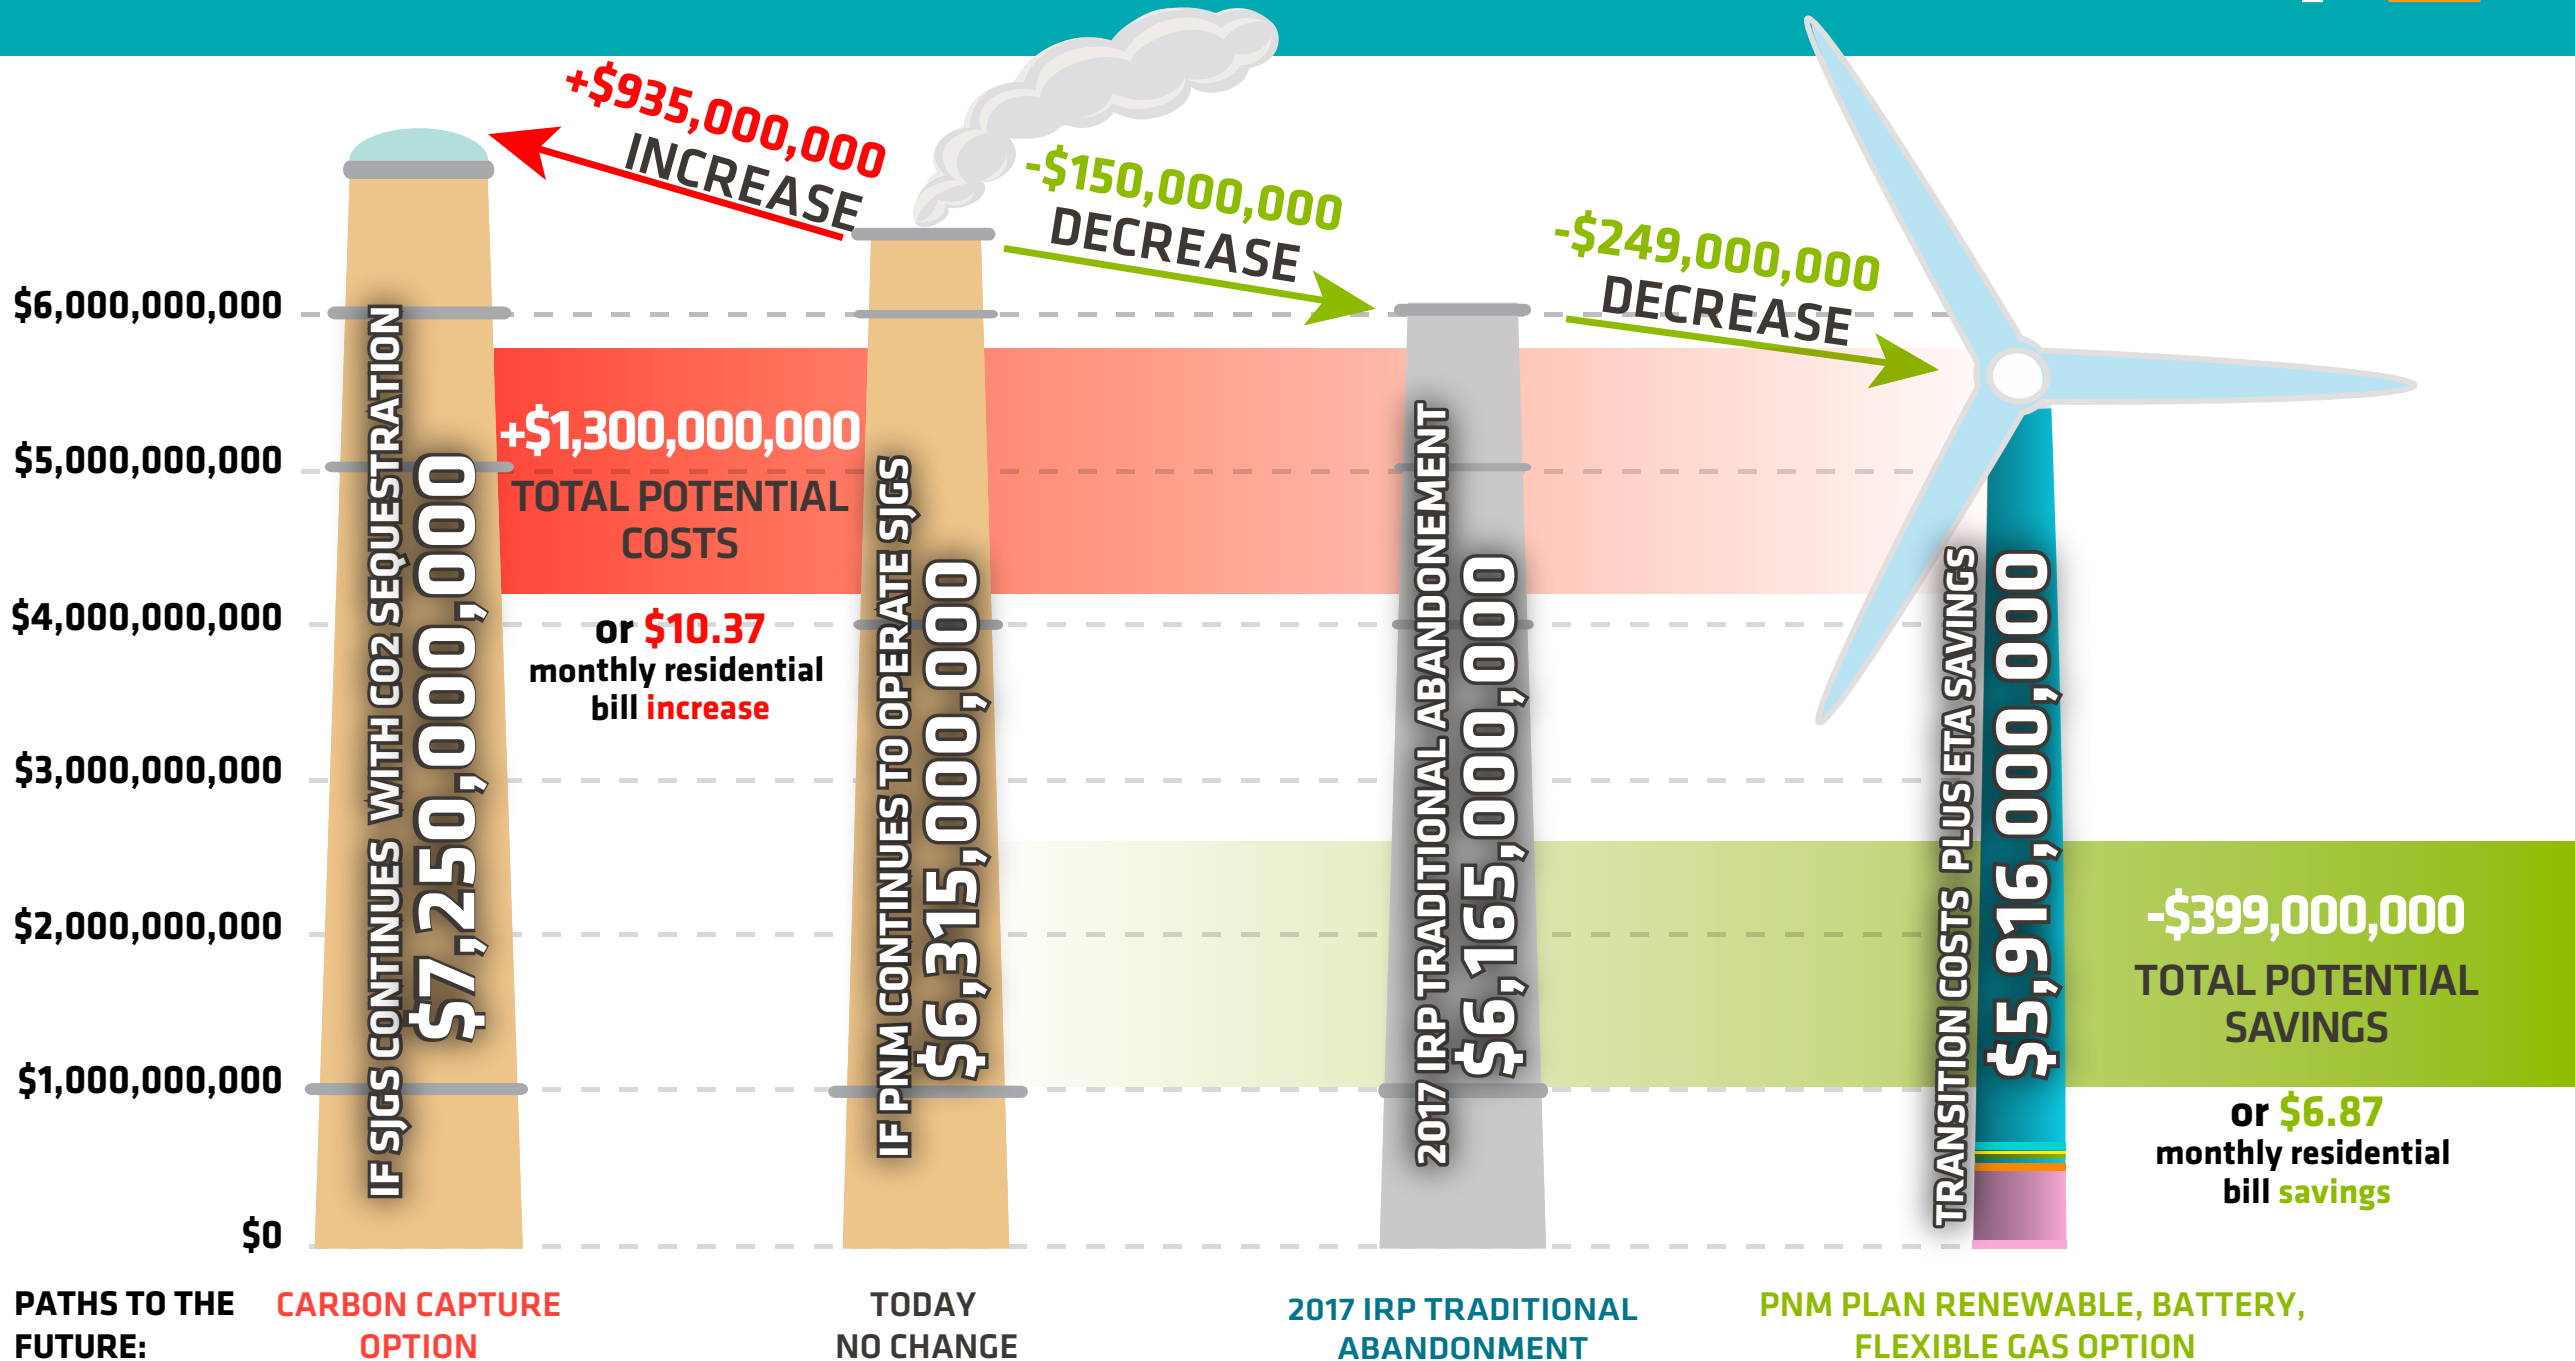 +$935,000,000
INCREASE
-$150,000,000
DECREASE
-$249,000,000
DECREASE
$6,000,000,000
$5,000,000,000
$4,000,000,000
$3,000,000,000
$2,000,000,000
$1,000,000,000
$0
IF SJGS CONTINUES WITH CO2 SEQUESTRATION
$7,250,000,000
+$1,300,000,000
TOTAL POTENTIAL
COSTS
or $10.37
monthly residential
bill increase
IF PNM CONTINUES TO OPERATE SJGS
$6,315,000,000
2017 IRP TRADITIONAL ABANDONEMENT
$6,165,000,000
TRANSITION COSTS PLUS ETA SAVINGS
$5,916,000,000
-$399,000,000
TOTAL POTENTIAL
SAVINGS
or $6.87
monthly residential
bill savings
PATHS TO THE
FUTURE:
CARBON CAPTURE
OPTION
TODAY
NO CHANGE
2017 IRP TRADITIONAL
ABANDONMENT
PNM PLAN RENEWABLE, BATTERY,
FLEXIBLE GAS OPTION